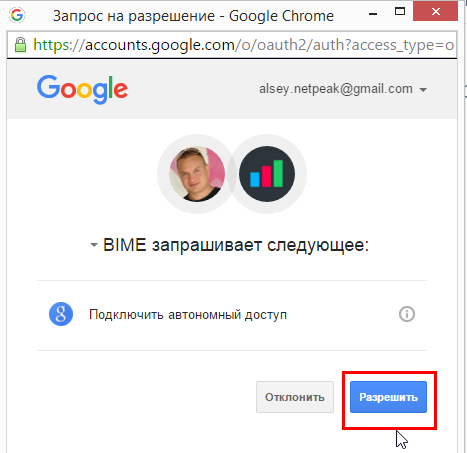 Запрос на разрешение - Google Chrome
https://accounts.google.com/o/oauth2/auth?access_type=o
Google
alsey.netpeak@gmail.com
BIME запрашивает следующее:
8
Подключить автономный доступ
Отклонить
Разрешить